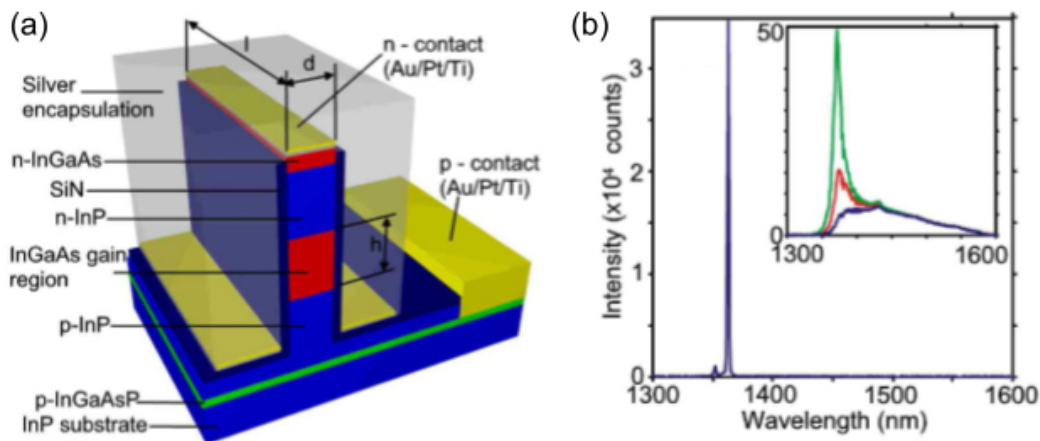 (a)
l
d
n - contact
(Au/Pt/Ti)
Silver
encapsulation
n-InGaAs
SiN
n-InP
InGaAs gain
region
p-InP
p-InGaAsP
InP substrate
p - contact
(Au/Pt/Ti)
h
(b)
Intensity (x10⁴ counts)
3
2
1
0
1300
1400
1500
1600
Wavelength (nm)
50
0
1300
1600